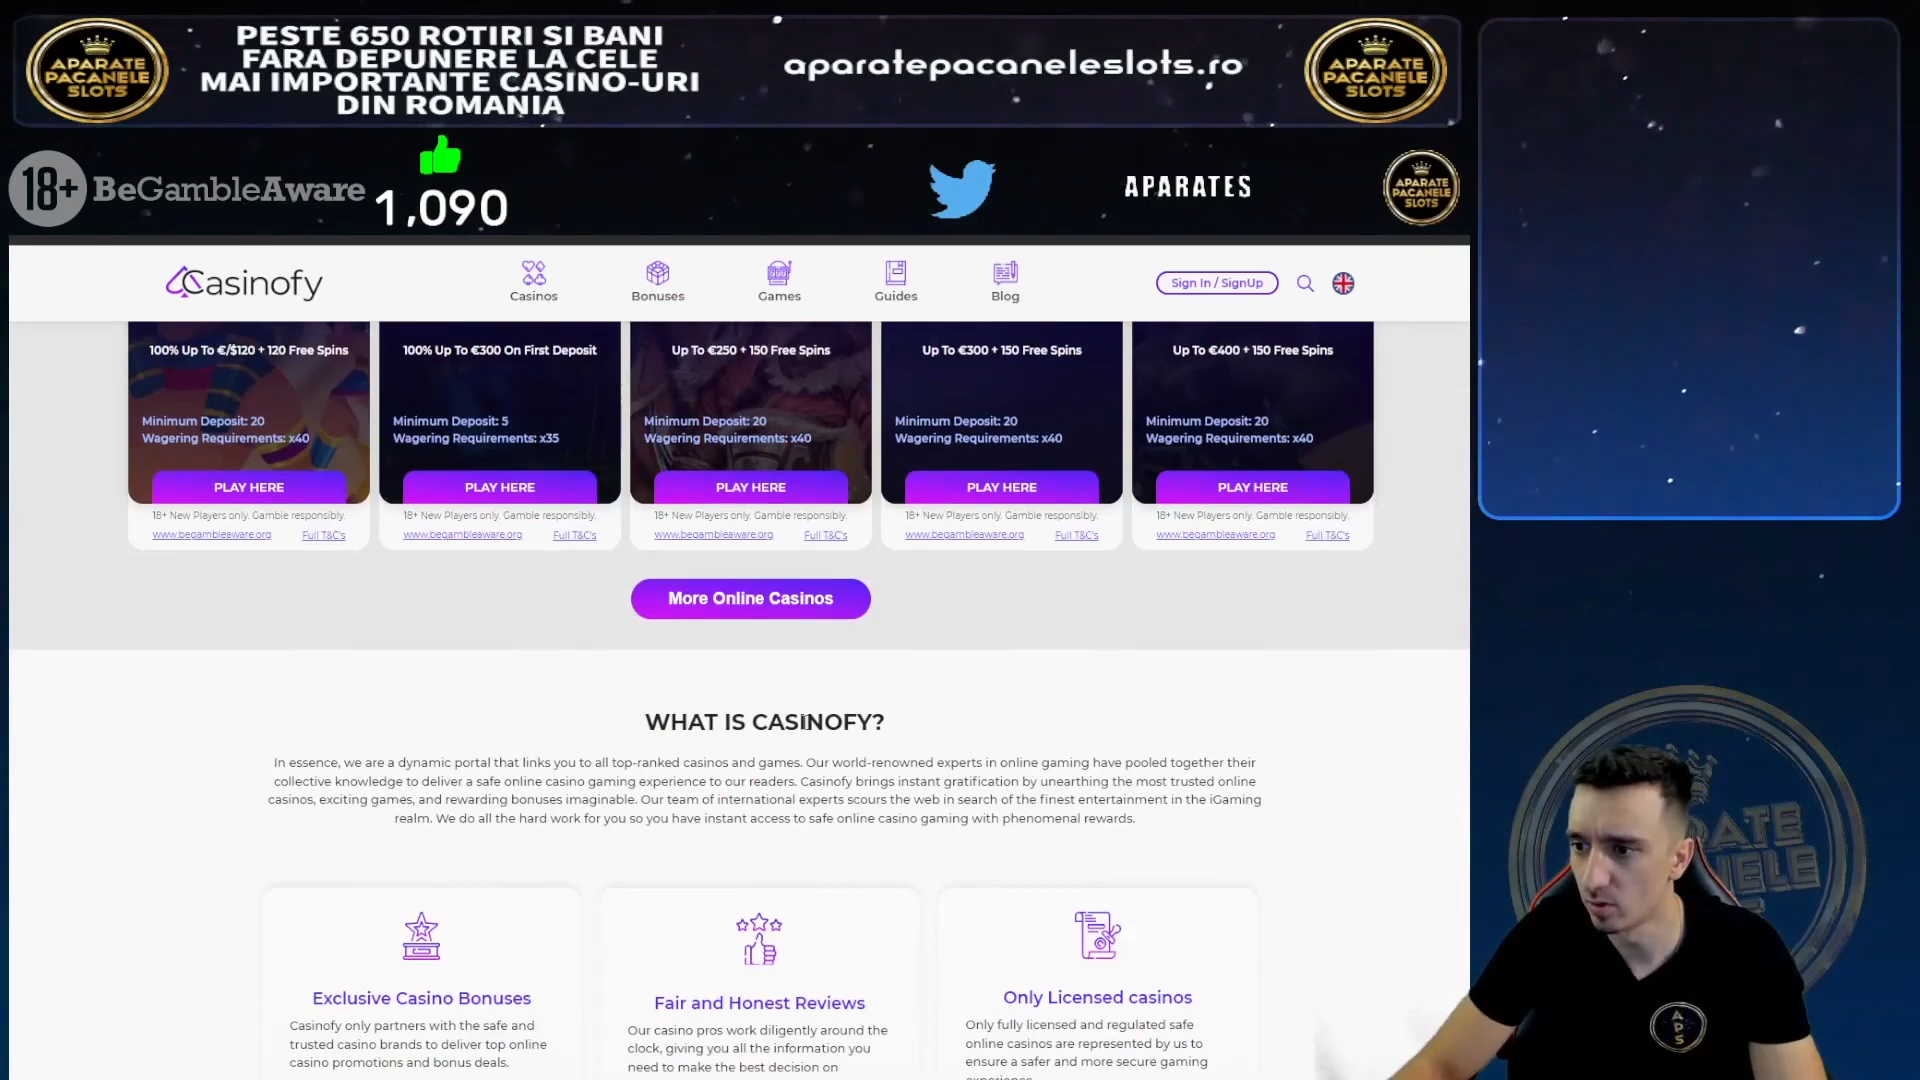 APARATE
PACANELE
SLOTS
PESTE 650 ROTIRI SI BANI
FARA DEPUNERE LA CELE
MAI IMPORTANTE CASINO-URI
DIN ROMANIA
aparatepacaneleslots.ro
APARATE
PACANELE
SLOTS
18+ BeGambleAware
1,090
APARATES
APARATE
PACANELE
SLOTS
Casinofy
Casinos
Bonuses
Games
Guides
Blog
Sign In / SignUp
100% Up To €/$120 + 120 Free Spins
Minimum Deposit: 20
Wagering Requirements: x40
PLAY HERE
18+ New Players only. Gamble responsibly.
www.begambleaware.org Full T&C's
100% Up To €300 On First Deposit
Minimum Deposit: 5
Wagering Requirements: x35
PLAY HERE
18+ New Players only. Gamble responsibly.
www.begambleaware.org Full T&C's
Up To €250 + 150 Free Spins
Minimum Deposit: 20
Wagering Requirements: x40
PLAY HERE
18+ New Players only. Gamble responsibly.
www.begambleaware.org Full T&C's
Up To €300 + 150 Free Spins
Minimum Deposit: 20
Wagering Requirements: x40
PLAY HERE
18+ New Players only. Gamble responsibly.
www.begambleaware.org Full T&C's
Up To €400 + 150 Free Spins
Minimum Deposit: 20
Wagering Requirements: x40
PLAY HERE
18+ New Players only. Gamble responsibly.
www.begambleaware.org Full T&C's
More Online Casinos
WHAT IS CASINOFY?
In essence, we are a dynamic portal that links you to all top-ranked casinos and games. Our world-renowned experts in online gaming have pooled together their
collective knowledge to deliver a safe online casino gaming experience to our readers. Casinofy brings instant gratification by unearthing the most trusted online
casinos, exciting games, and rewarding bonuses imaginable. Our team of international experts scours the web in search of the finest entertainment in the iGaming
realm. We do all the hard work for you so you have instant access to safe online casino gaming with phenomenal rewards.
Exclusive Casino Bonuses
Casinofy only partners with the safe and
trusted casino brands to deliver top online
casino promotions and bonus deals.
Fair and Honest Reviews
Our casino pros work diligently around the
clock, giving you all the information you
need to make the best decision on
Only Licensed casinos
Only fully licensed and regulated safe
online casinos are represented by us to
ensure a safer and more secure gaming
experience.
APS